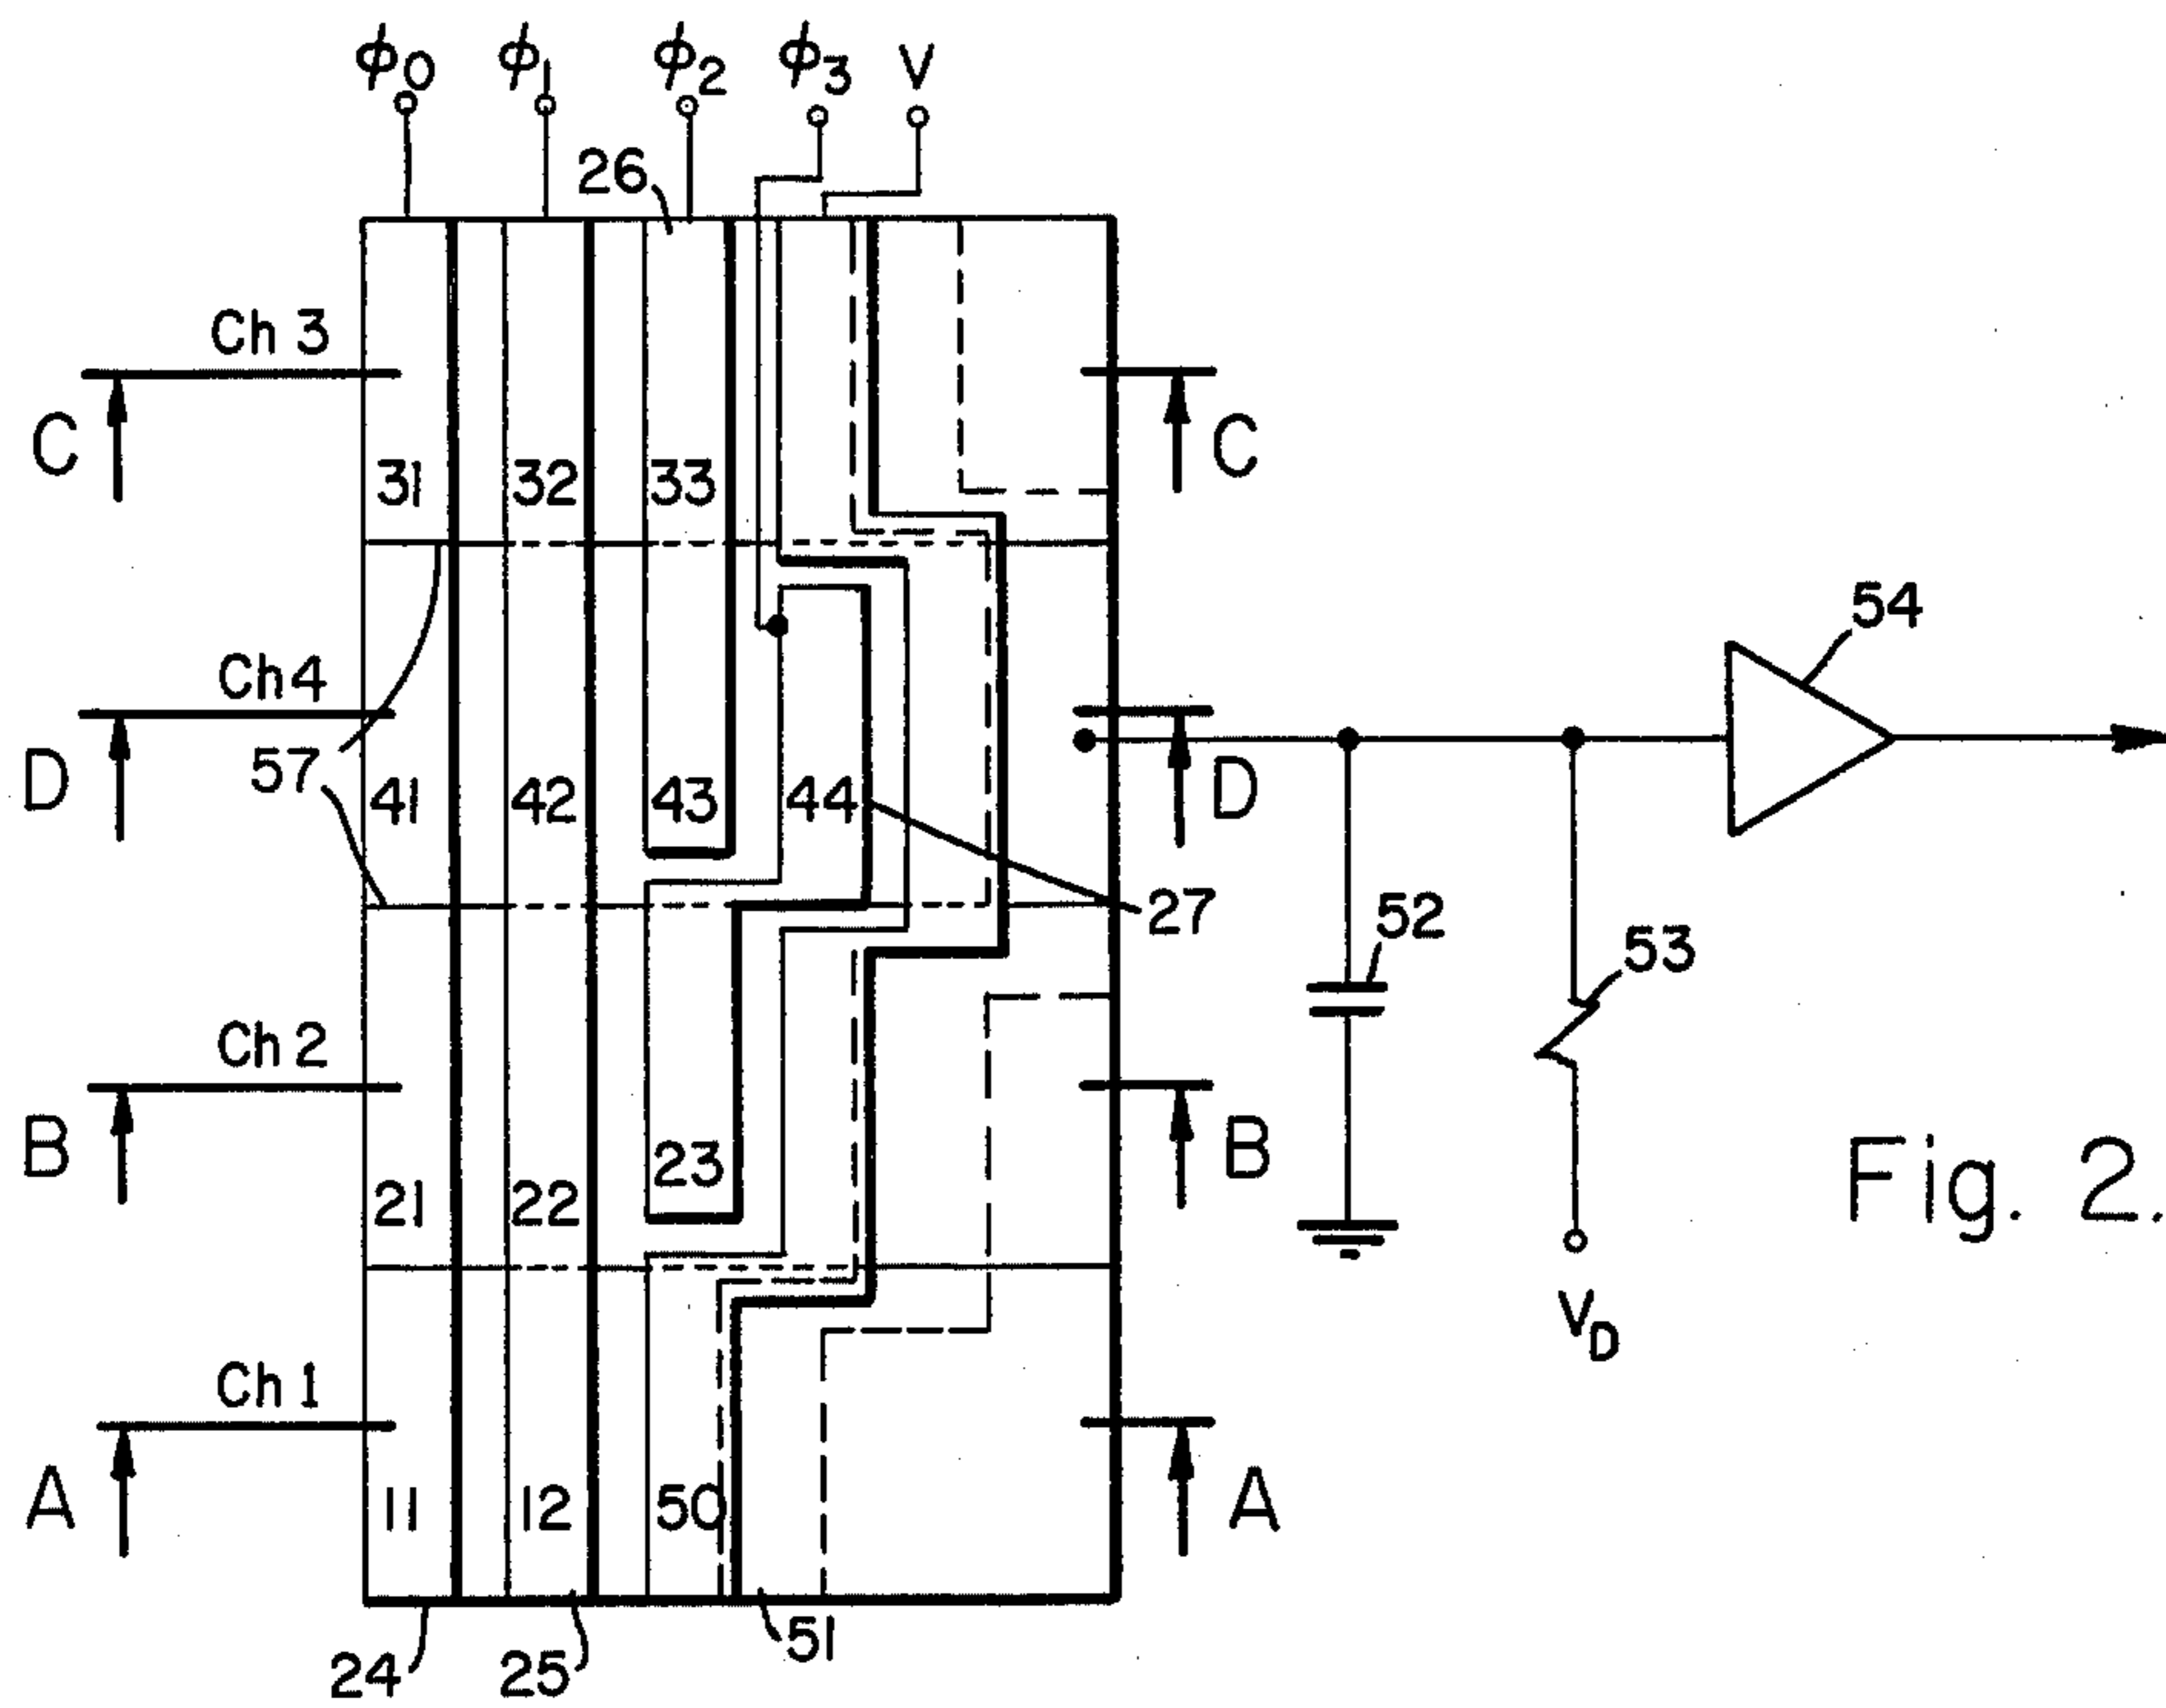 ϕ0 ϕ1 ϕ2 ϕ3 V
26
Ch 3
C C
31 32 33
54
Ch4
D D
57 41 42 43 44
27
52
53
Ch 2
B B
23
21 22
Fig. 2.
VD
Ch 1
A A
11 12 50
51
24 25